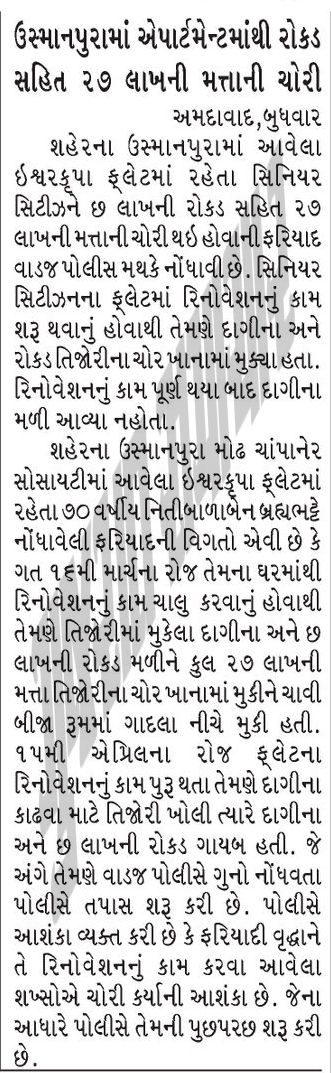 ઉસ્માનપુરામાં એપાર્ટમેન્ટમાંથી રોકડ
સહિત ૨૭ લાખની મત્તાની ચોરી
અમદાવાદ,બુધવાર
શહેરના ઉસ્માનપુરામાં આવેલા
ઇશ્વરકૃપા ફ્લેટમાં રહેતા સિનિયર
સિટીઝને છ લાખની રોકડ સહિત ૨૭
લાખની મત્તાની ચોરી થઇ હોવાની ફરિયાદ
વાડજ પોલીસ મથકે નોંધાવી છે. સિનિયર
સિટીઝનના ફ્લેટમાં રિનોવેશનનું કામ
શરૂ થવાનું હોવાથી તેમણે દાગીના અને
રોકડ તિજોરીના ચોર ખાનામાં મુક્યા હતા.
રિનોવેશનનું કામ પૂર્ણ થયા બાદ દાગીના
મળી આવ્યા નહોતા.
શહેરના ઉસ્માનપુરા મોઢ ચાંપાનેર
સોસાયટીમાં આવેલા ઇશ્વરકૃપા ફ્લેટમાં
રહેતા ૭૦ વર્ષીય નિતીબાળાબેન બ્રહ્મભટ્ટે
નોંધાવેલી ફરિયાદની વિગતો એવી છે કે
ગત ૧૬મી માર્ચના રોજ તેમના ઘરમાંથી
રિનોવેશનનું કામ ચાલુ કરવાનું હોવાથી
તેમણે તિજોરીમાં મુકેલા દાગીના અને છ
લાખની રોકડ મળીને કુલ ૨૭ લાખની
મત્તા તિજોરીના ચોર ખાનામાં મુકીને ચાવી
બીજા રૂમમાં ગાદલા નીચે મુકી હતી.
૧૫મી એપ્રિલના રોજ ફ્લેટના
રિનોવેશનનું કામ પુરૂ થતા તેમણે દાગીના
કાઢવા માટે તિજોરી ખોલી ત્યારે દાગીના
અને છ લાખની રોકડ ગાયબ હતી. જે
અંગે તેમણે વાડજ પોલીસે ગુનો નોંધવતા
પોલીસે તપાસ શરૂ કરી છે. પોલીસે
આશંકા વ્યક્ત કરી છે કે ફરિયાદી વૃદ્ધાને
તે રિનોવેશનનું કામ કરવા આવેલા
શખ્સોએ ચોરી કર્યાની આશંકા છે. જેના
આધારે પોલીસે તેમની પુછપરછ શરૂ કરી
છે.